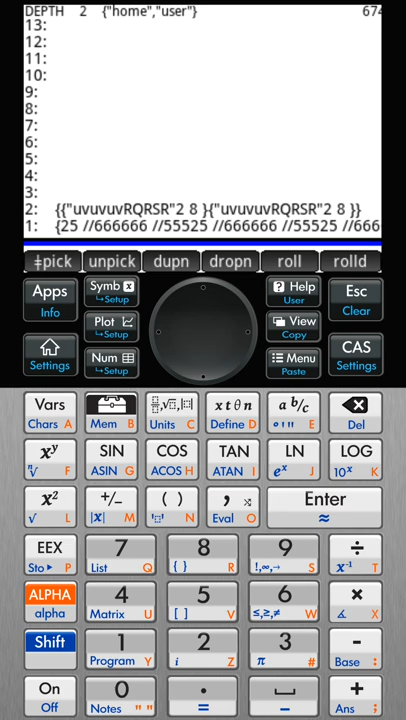 DEPTH 2 {"home","user"} 674
13:
12:
11:
10:
9:
8:
7:
6:
5:
4:
3:
2: {{"uvuvuvRQRSR"2 8 }{"uvuvuvRQRSR"2 8 }}
1: {25 //666666 //55525 //666666 //55525 //666
‡pick unpick dupn dropn roll rolld
Apps Info Symb x ↳Setup ? Help User Esc Clear
Plot ↳Setup View Copy
Settings Num ↳Setup Menu Paste CAS Settings
Vars Chars A Mem B Units C x t θ n Define D a b/c ° ' " E Del
xʸ ⁿ√ F SIN ASIN G COS ACOS H TAN ATAN I LN eˣ J LOG 10ˣ K
x² √ L +/- |x| M ( ) '□' N , Eval O Enter ≈
EEX Sto ► P 7 List Q 8 { } R 9 !,∞,→ S ÷ x⁻¹ T
ALPHA alpha 4 Matrix U 5 [ ] V 6 ≤,≥,≠ W × ∡ X
Shift 1 Program Y 2 i Z 3 π # - Base :
On Off 0 Notes " " . = _ + Ans ;